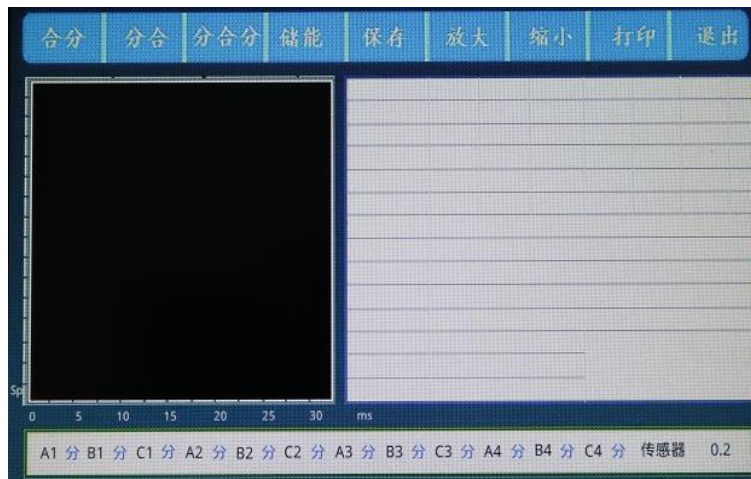 合分 分合 分合分 储能 保存 放大 缩小 打印 退出
Sp
0 5 10 15 20 25 30 ms
A1 分 B1 分 C1 分 A2 分 B2 分 C2 分 A3 分 B3 分 C3 分 A4 分 B4 分 C4 分 传感器 0.2